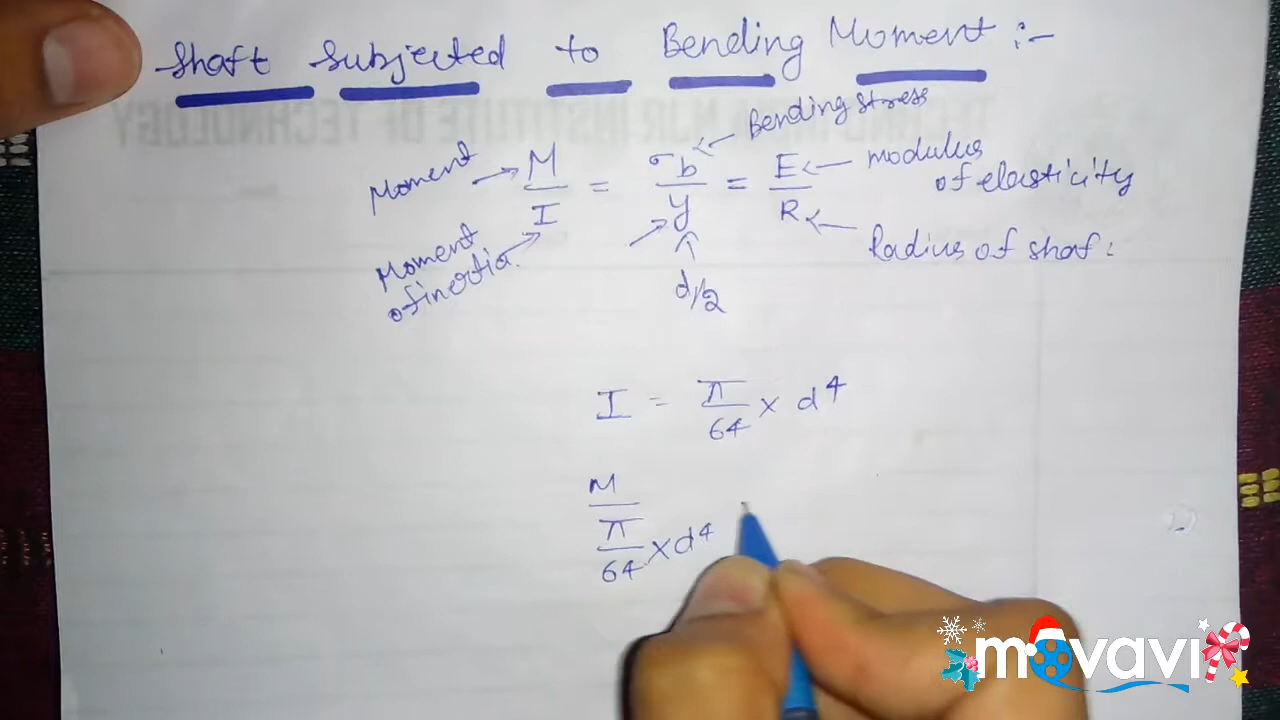 Shaft Subjected to Bending Moment :-
Bending stress
Moment M/I = σb/y = E/R modulus of elasticity
Moment of inertia.
Radius of shaf
d/2
I = π/64 x d⁴
M
π/64 x d⁴
movavi